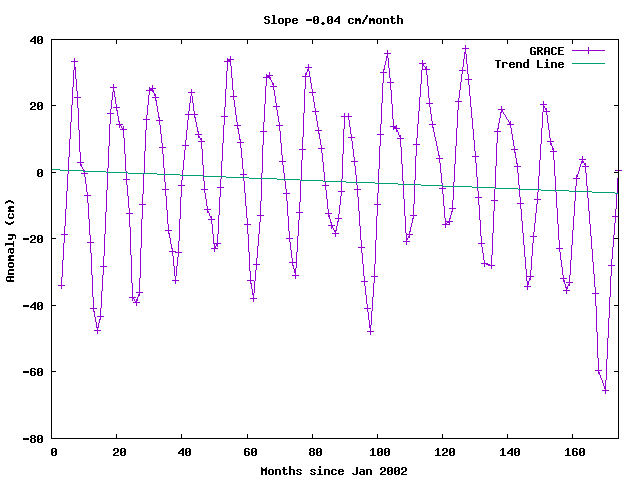 Slope -0.04 cm/month
GRACE
Trend Line
40
20
0
-20
-40
-60
-80
Anomaly (cm)
0 20 40 60 80 100 120 140 160
Months since Jan 2002